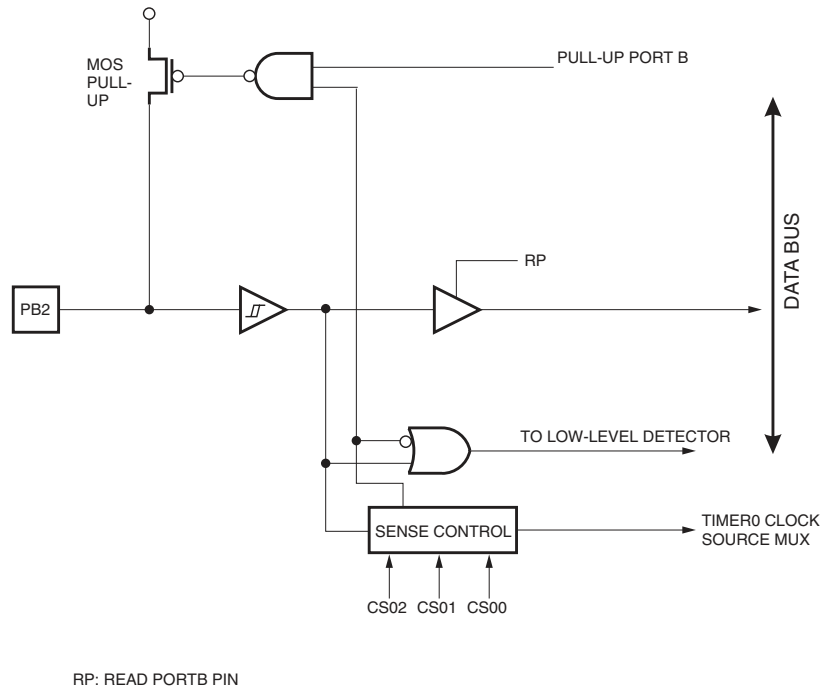 MOS
PULL-
UP
PULL-UP PORT B
RP
DATA BUS
PB2
TO LOW-LEVEL DETECTOR
SENSE CONTROL
TIMER0 CLOCK
SOURCE MUX
CS02 CS01 CS00
RP: READ PORTB PIN